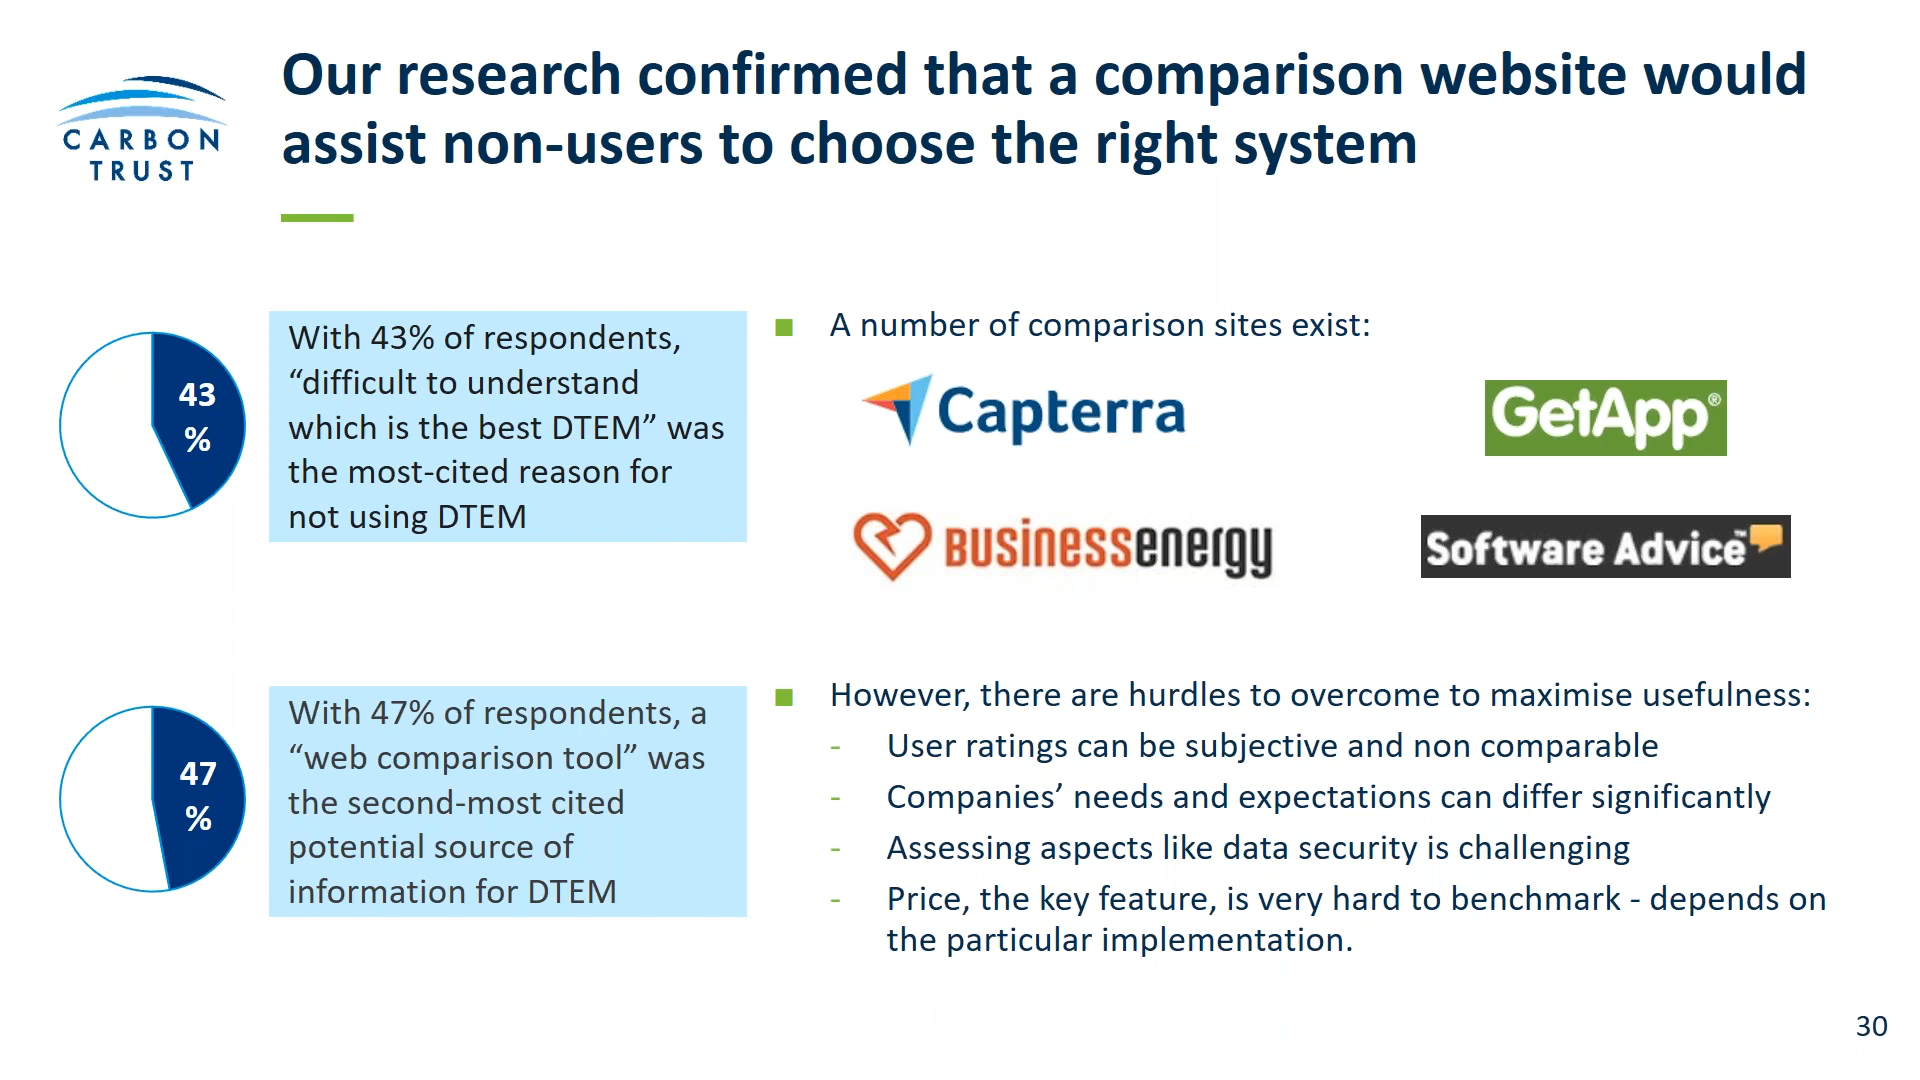 CARBON
TRUST
Our research confirmed that a comparison website would
assist non-users to choose the right system
43
%
With 43% of respondents,
“difficult to understand
which is the best DTEM” was
the most-cited reason for
not using DTEM
■ A number of comparison sites exist:
Capterra
GetApp®
BUSINESSENERGY
Software Advice™
47
%
With 47% of respondents, a
“web comparison tool” was
the second-most cited
potential source of
information for DTEM
■ However, there are hurdles to overcome to maximise usefulness:
- User ratings can be subjective and non comparable
- Companies’ needs and expectations can differ significantly
- Assessing aspects like data security is challenging
- Price, the key feature, is very hard to benchmark - depends on
the particular implementation.
30